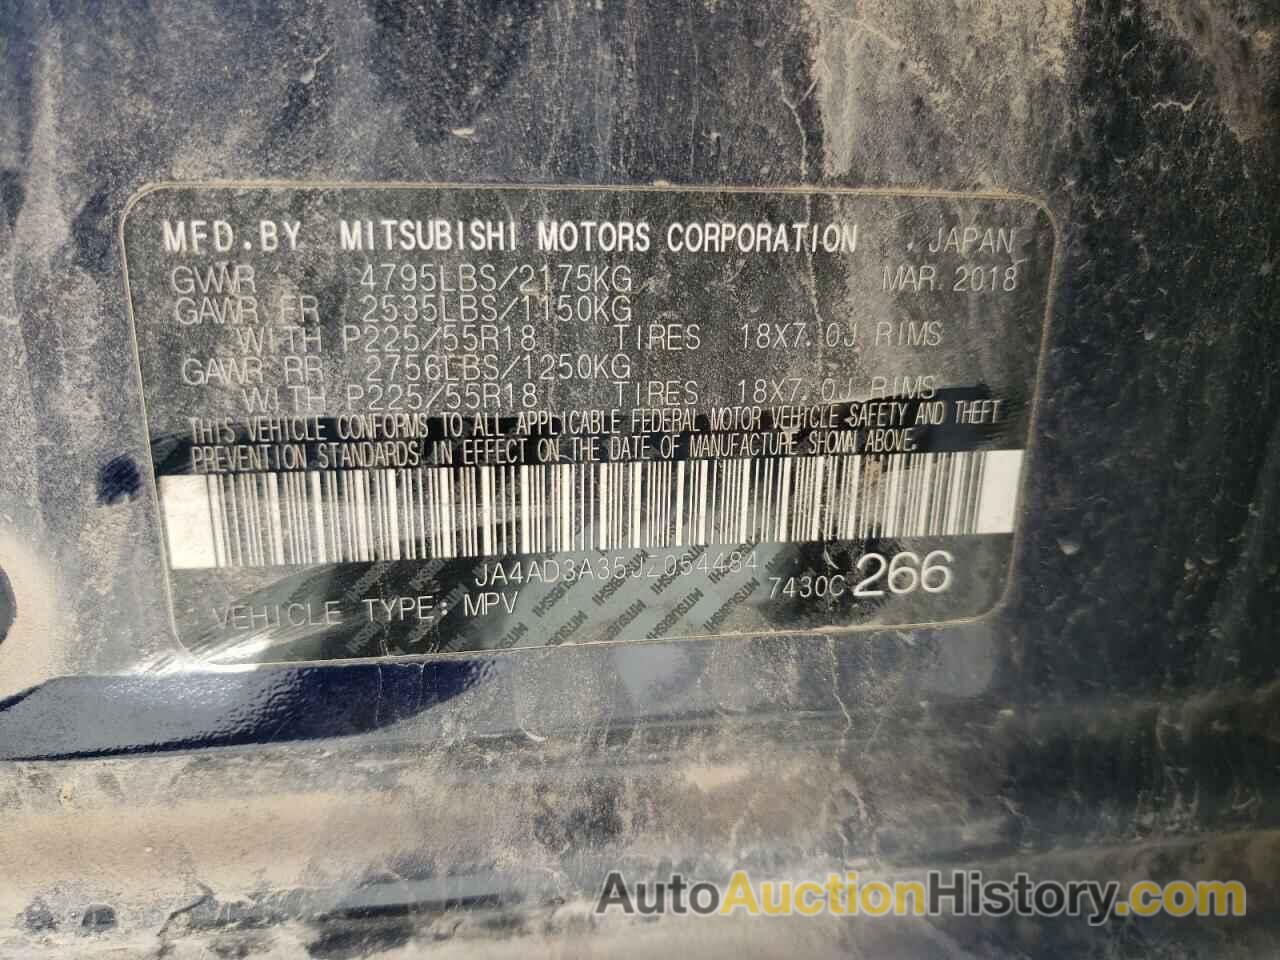 MFD.BY MITSUBISHI MOTORS CORPORATION , JAPAN
GVWR 4795LBS/2175KG MAR. 2018
GAWR FR 2535LBS/1150KG
WITH P225/55R18 TIRES 18X7.0J RIMS
GAWR RR 2756LBS/1250KG
WITH P225/55R18 TIRES 18X7.0J RIMS
THIS VEHICLE CONFORMS TO ALL APPLICABLE FEDERAL MOTOR VEHICLE SAFETY AND THEFT
PREVENTION STANDARDS IN EFFECT ON THE DATE OF MANUFACTURE SHOWN ABOVE.
JA4AD3A35JZ054484
VEHICLE TYPE: MPV 7430C 266
AutoAuctionHistory.com